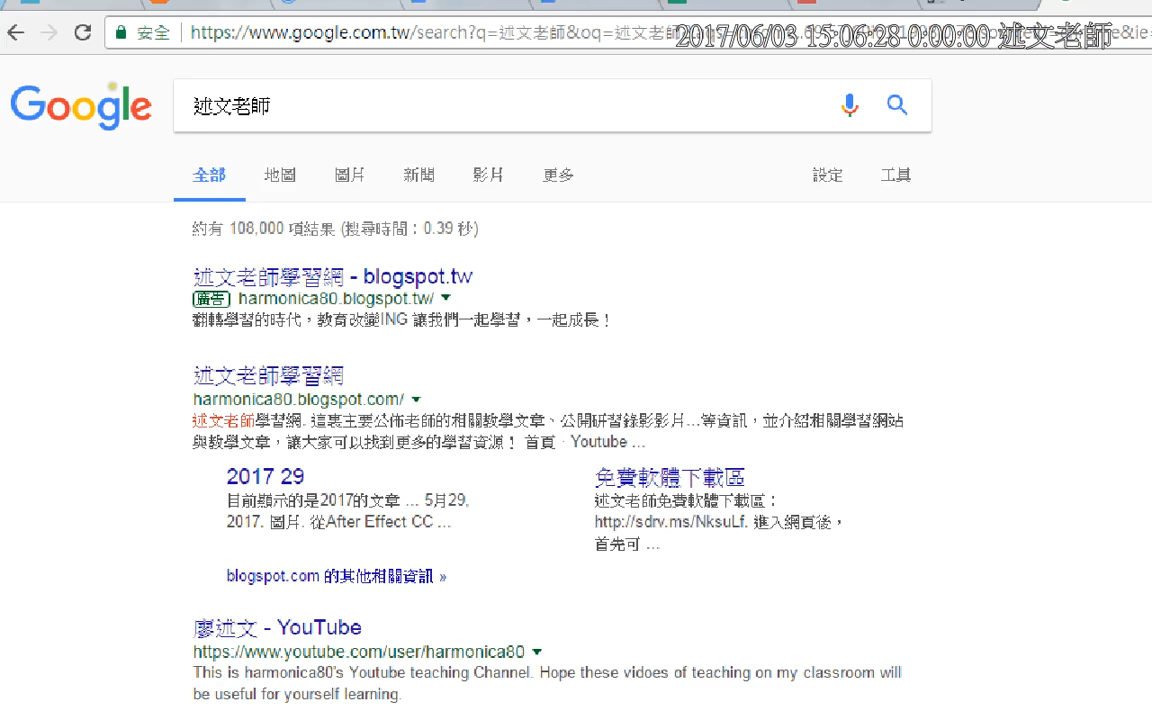 安全 https://www.google.com.tw/search?q=述文老師&oq=述文老師
2017/06/03 15:06:28 0:00:00 述文老師
Google
述文老師
全部 地圖 圖片 新聞 影片 更多 設定 工具
約有 108,000 項結果 (搜尋時間：0.39 秒)
述文老師學習網 - blogspot.tw
廣告 harmonica80.blogspot.tw/
翻轉學習的時代，教育改變ING 讓我們一起學習，一起成長！
述文老師學習網
harmonica80.blogspot.com/
述文老師學習網. 這裏主要公佈老師的相關教學文章、公開研習錄影影片...等資訊，並介紹相關學習網站
與教學文章，讓大家可以找到更多的學習資源！ 首頁 · Youtube ...
2017 29
目前顯示的是2017的文章 ... 5月29,
2017. 圖片. 從After Effect CC ...
免費軟體下載區
述文老師免費軟體下載區：
http://sdrv.ms/NksuLf. 進入網頁後，
首先可 ...
blogspot.com 的其他相關資訊 »
廖述文 - YouTube
https://www.youtube.com/user/harmonica80
This is harmonica80's Youtube teaching Channel. Hope these vidoes of teaching on my classroom will
be useful for yourself learning.